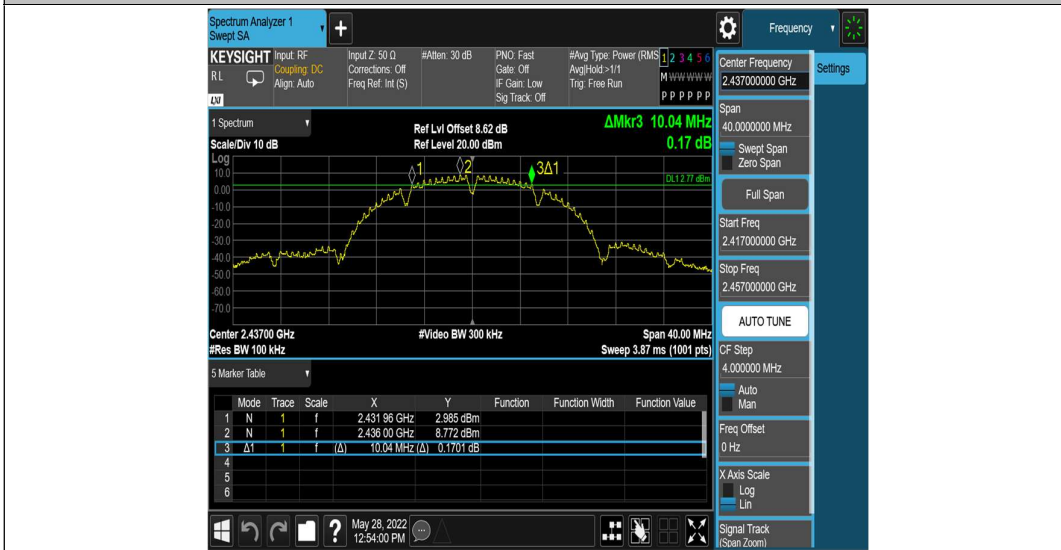 Spectrum Analyzer 1
Swept SA
Frequency
KEYSIGHT
RL
LNI
Input: RF
Coupling: DC
Align: Auto
Input Z: 50 Ω
Corrections: Off
Freq Ref: Int (S)
#Atten: 30 dB
PNO: Fast
Gate: Off
IF Gain: Low
Sig Track: Off
#Avg Type: Power (RMS
Avg|Hold:>1/1
Trig: Free Run
1 2 3 4 5 6
M W W W W W
P P P P P P
Center Frequency
2.437000000 GHz
Settings
Span
40.0000000 MHz
Swept Span
Zero Span
Full Span
Start Freq
2.417000000 GHz
Stop Freq
2.457000000 GHz
AUTO TUNE
CF Step
4.000000 MHz
Auto
Man
Freq Offset
0 Hz
X Axis Scale
Log
Lin
Signal Track
(Span Zoom)
1 Spectrum
Scale/Div 10 dB
Ref Lvl Offset 8.62 dB
Ref Level 20.00 dBm
ΔMkr3 10.04 MHz
0.17 dB
Log
10.0
0.00
-10.0
-20.0
-30.0
-40.0
-50.0
-60.0
-70.0
1
2
3Δ1
DL1 2.77 dBm
Center 2.43700 GHz
#Res BW 100 kHz
#Video BW 300 kHz
Span 40.00 MHz
Sweep 3.87 ms (1001 pts)
5 Marker Table
Mode Trace Scale X Y Function Function Width Function Value
1 N 1 f 2.431 96 GHz 2.985 dBm
2 N 1 f 2.436 00 GHz 8.772 dBm
3 Δ1 1 f (Δ) 10.04 MHz (Δ) 0.1701 dB
4
5
6
?
May 28, 2022
12:54:00 PM